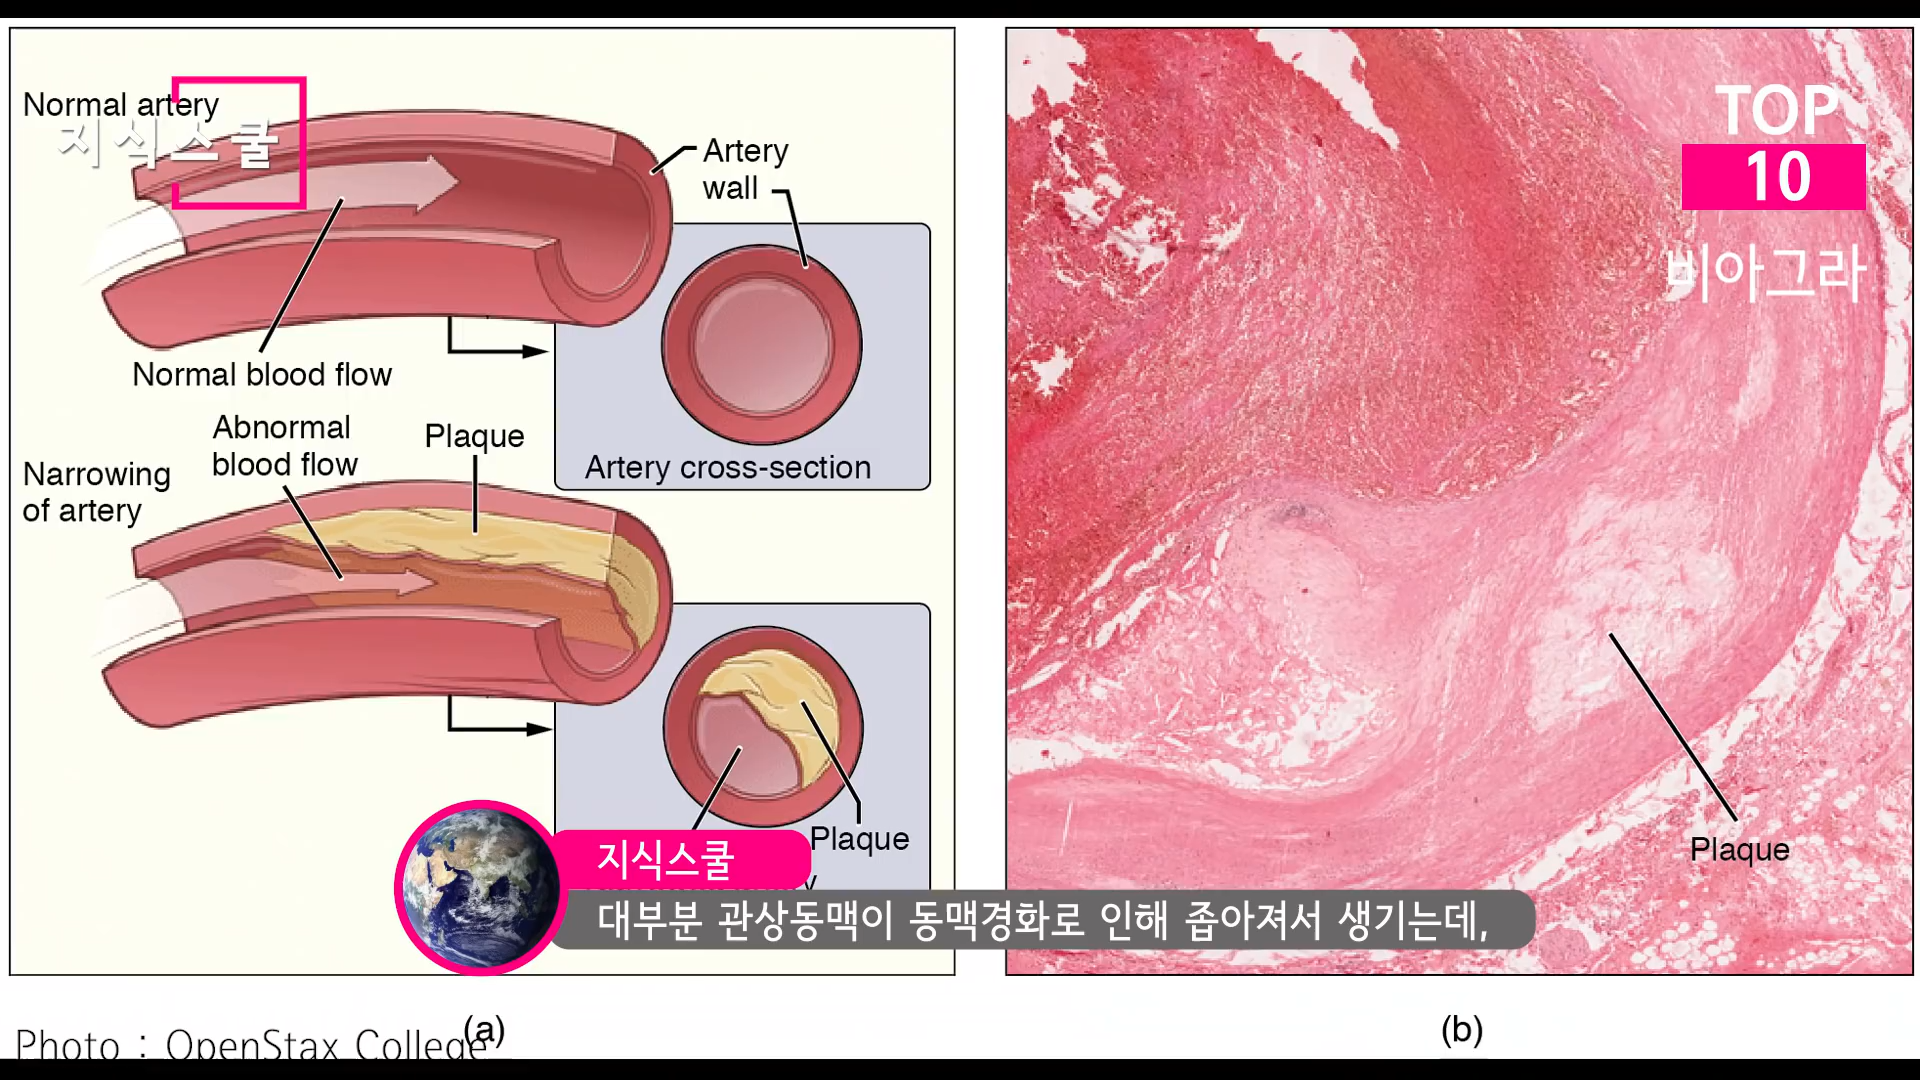 Normal artery
지식스쿨
Artery
wall
Normal blood flow
Artery cross-section
Abnormal
blood flow
Plaque
Narrowing
of artery
Plaque
지식스쿨
대부분 관상동맥이 동맥경화로 인해 좁아져서 생기는데,
(a)
Photo : OpenStax College
TOP
10
비아그라
Plaque
(b)